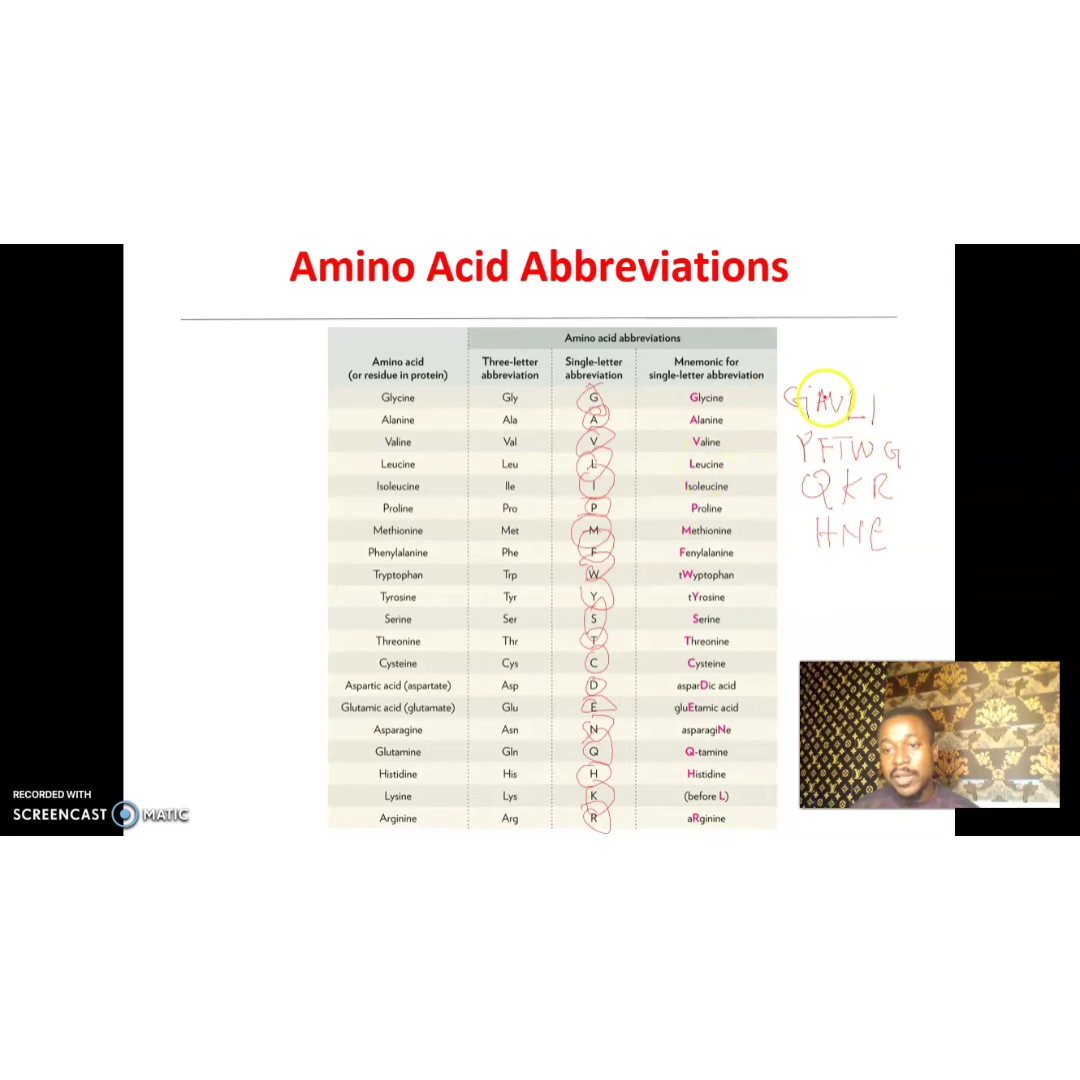 Amino Acid Abbreviations
Amino acid abbreviations
Amino acid (or residue in protein) Three-letter abbreviation Single-letter abbreviation Mnemonic for single-letter abbreviation
Glycine Gly G Glycine
Alanine Ala A Alanine
Valine Val V Valine
Leucine Leu L Leucine
Isoleucine Ile I Isoleucine
Proline Pro P Proline
Methionine Met M Methionine
Phenylalanine Phe F Fenylalanine
Tryptophan Trp W tWyptophan
Tyrosine Tyr Y tYrosine
Serine Ser S Serine
Threonine Thr T Threonine
Cysteine Cys C Cysteine
Aspartic acid (aspartate) Asp D asparDic acid
Glutamic acid (glutamate) Glu E gluEtamic acid
Asparagine Asn N asparagiNe
Glutamine Gln Q Q-tamine
Histidine His H Histidine
Lysine Lys K (before L)
Arginine Arg R aRginine
Y F T W G
Q K R
H N E
RECORDED WITH
SCREENCAST MATIC